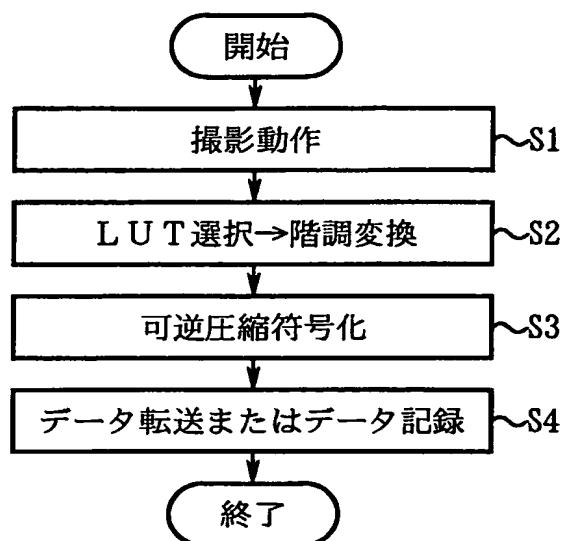 開始
撮影動作 ~S1
ＬＵＴ選択→階調変換 ~S2
可逆圧縮符号化 ~S3
データ転送またはデータ記録 ~S4
終了